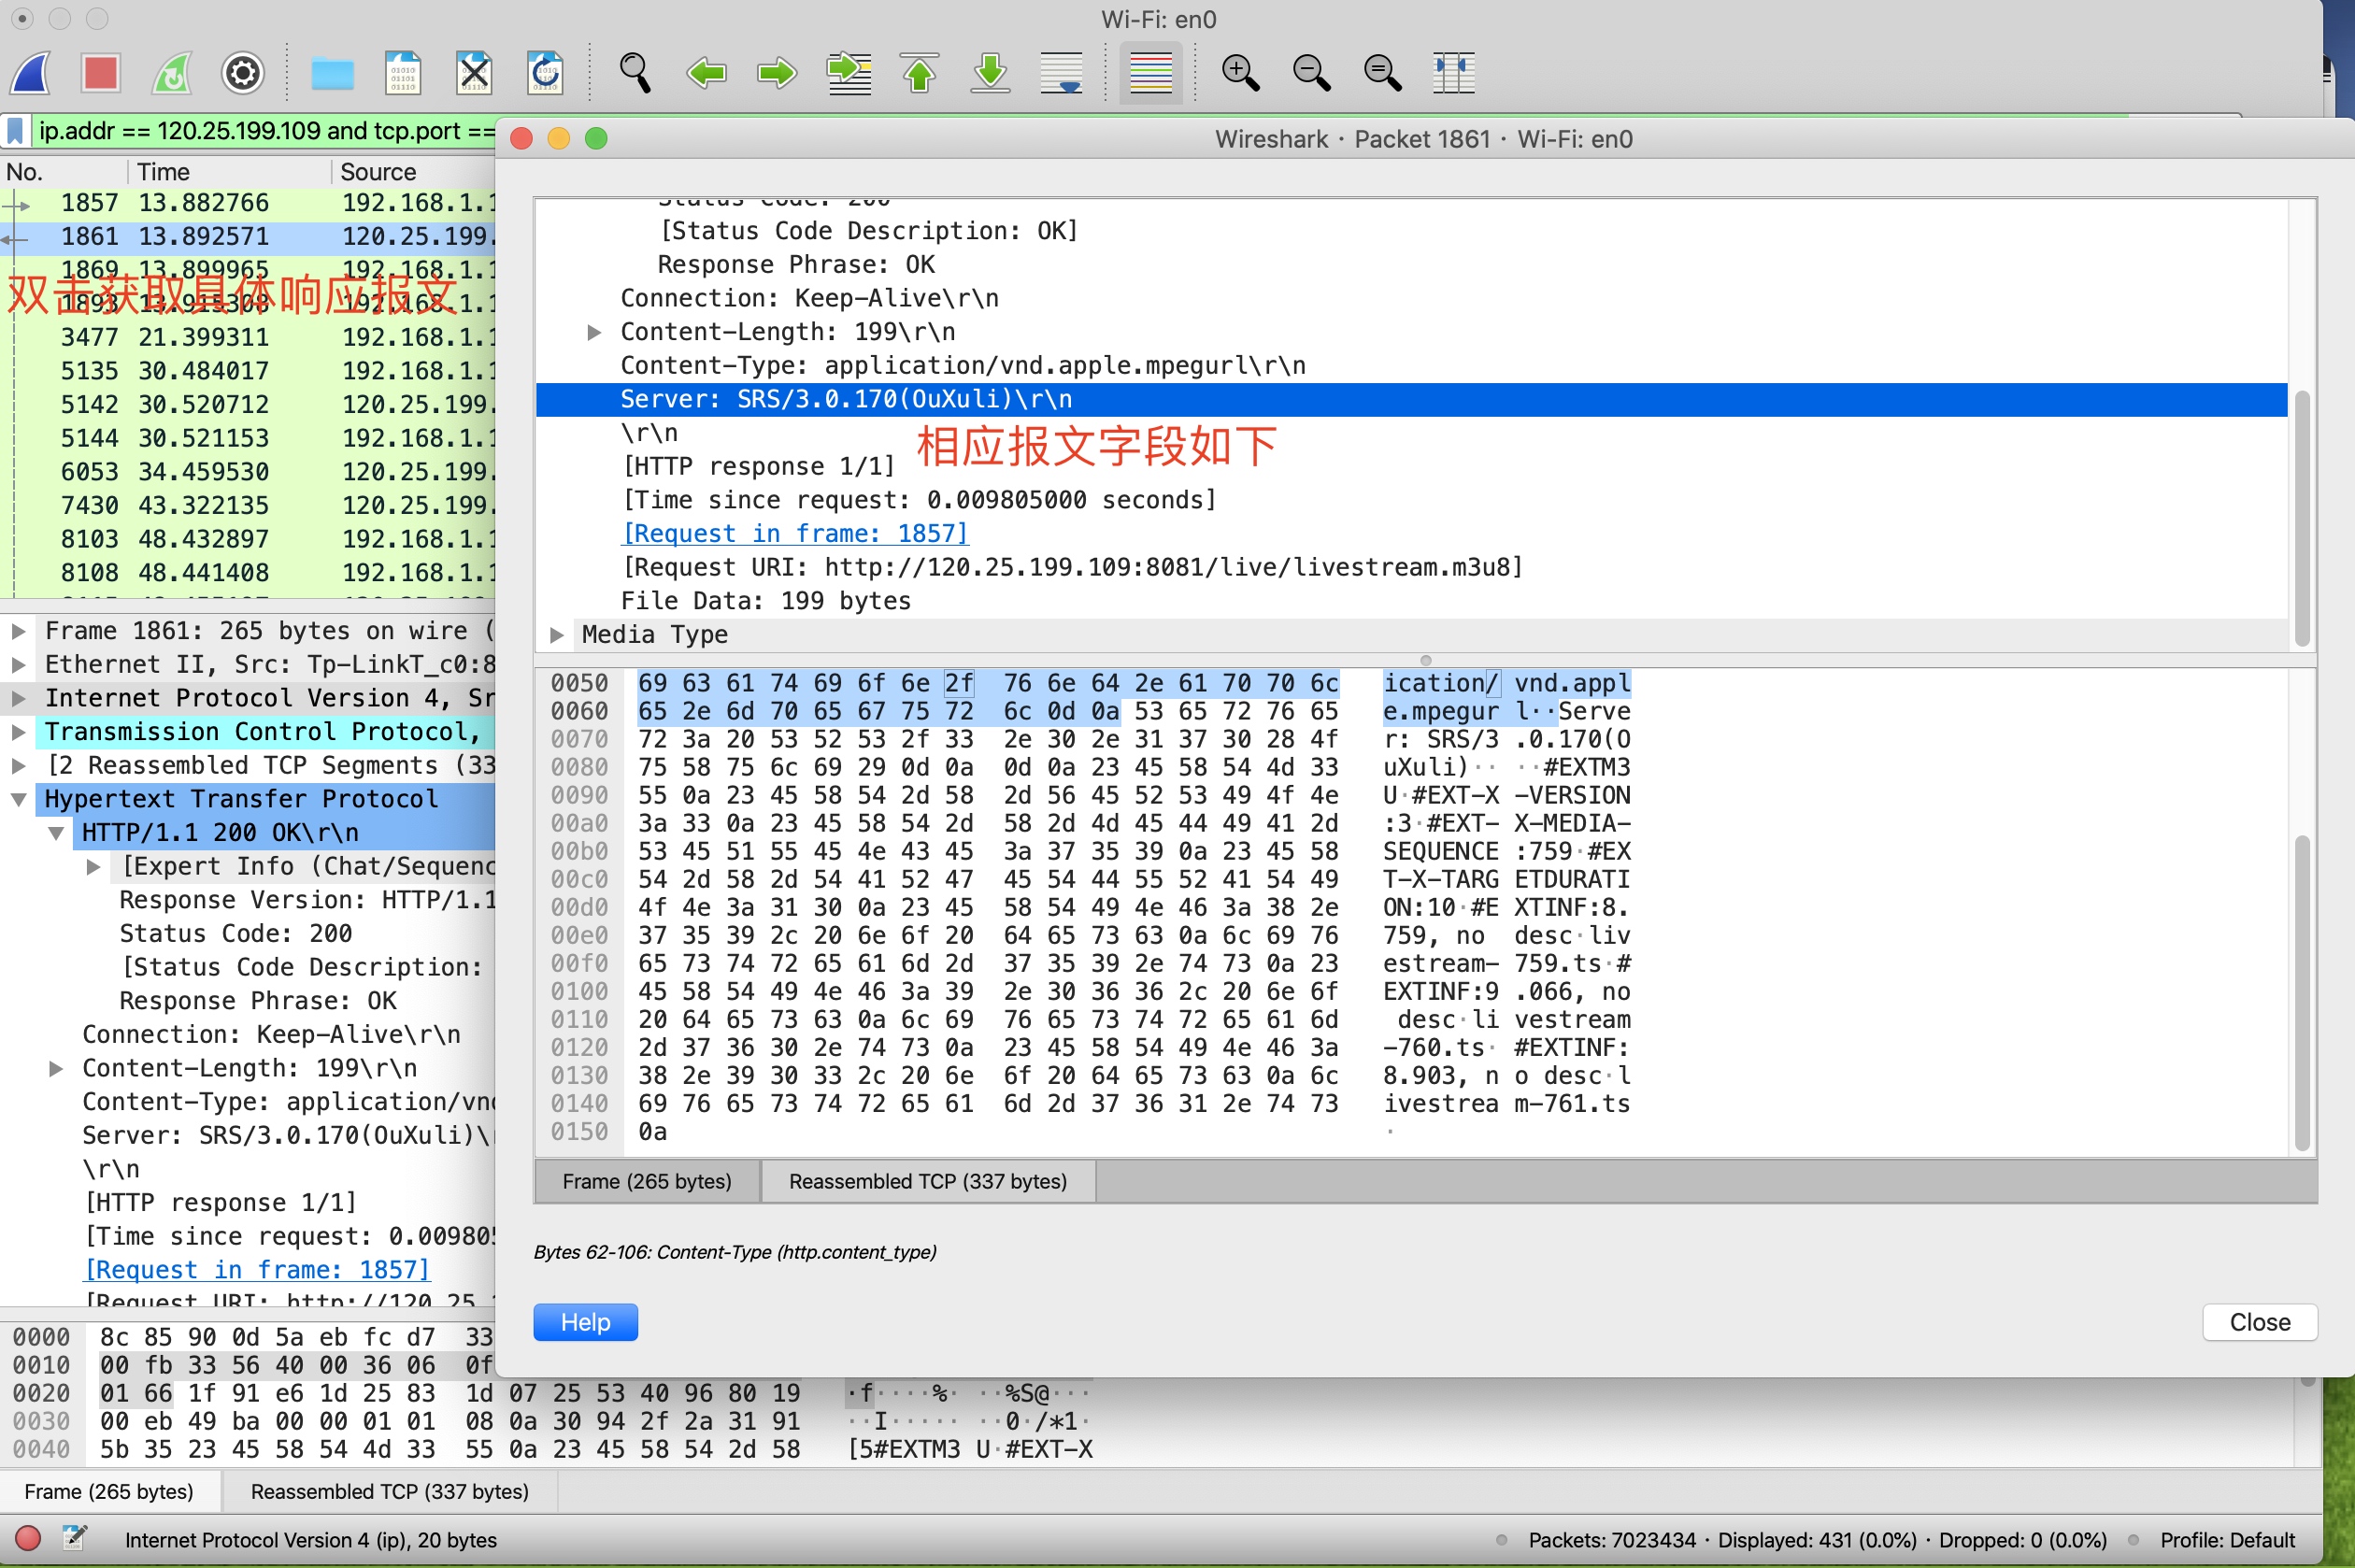 Wi-Fi: en0
ip.addr == 120.25.199.109 and tcp.port ==
No. Time Source
1857 13.882766 192.168.1.1
1861 13.892571 120.25.199.
1869 13.899965 192.168.1.1
1893 13.915308 192.168.1.1
双击获取具体响应报文
3477 21.399311 192.168.1.1
5135 30.484017 192.168.1.1
5142 30.520712 120.25.199.
5144 30.521153 192.168.1.1
6053 34.459530 120.25.199.
7430 43.322135 120.25.199.
8103 48.432897 192.168.1.1
8108 48.441408 192.168.1.1
Frame 1861: 265 bytes on wire (
Ethernet II, Src: Tp-LinkT_c0:8
Internet Protocol Version 4, Sr
Transmission Control Protocol,
[2 Reassembled TCP Segments (33
Hypertext Transfer Protocol
HTTP/1.1 200 OK\r\n
[Expert Info (Chat/Sequenc
Response Version: HTTP/1.1
Status Code: 200
[Status Code Description:
Response Phrase: OK
Connection: Keep-Alive\r\n
Content-Length: 199\r\n
Content-Type: application/vnd
Server: SRS/3.0.170(OuXuli)\
\r\n
[HTTP response 1/1]
[Time since request: 0.009805
[Request in frame: 1857]
[Request URI: http://120.25.
0000 8c 85 90 0d 5a eb fc d7 33
0010 00 fb 33 56 40 00 36 06 0f
0020 01 66 1f 91 e6 1d 25 83 1d 07 25 53 40 96 80 19 ·f····%· ··%S@···
0030 00 eb 49 ba 00 00 01 01 08 0a 30 94 2f 2a 31 91 ··I····· ··0·/*1·
0040 5b 35 23 45 58 54 4d 33 55 0a 23 45 58 54 2d 58 [5#EXTM3 U·#EXT-X
Frame (265 bytes) Reassembled TCP (337 bytes)
Internet Protocol Version 4 (ip), 20 bytes
Packets: 7023434 · Displayed: 431 (0.0%) · Dropped: 0 (0.0%)
Profile: Default
Wireshark · Packet 1861 · Wi-Fi: en0
Status Code: 200
[Status Code Description: OK]
Response Phrase: OK
Connection: Keep-Alive\r\n
Content-Length: 199\r\n
Content-Type: application/vnd.apple.mpegurl\r\n
Server: SRS/3.0.170(OuXuli)\r\n
\r\n
相应报文字段如下
[HTTP response 1/1]
[Time since request: 0.009805000 seconds]
[Request in frame: 1857]
[Request URI: http://120.25.199.109:8081/live/livestream.m3u8]
File Data: 199 bytes
Media Type
0050 69 63 61 74 69 6f 6e 2f 76 6e 64 2e 61 70 70 6c ication/ vnd.appl
0060 65 2e 6d 70 65 67 75 72 6c 0d 0a 53 65 72 76 65 e.mpegur l··Serve
0070 72 3a 20 53 52 53 2f 33 2e 30 2e 31 37 30 28 4f r: SRS/3 .0.170(O
0080 75 58 75 6c 69 29 0d 0a 0d 0a 23 45 58 54 4d 33 uXuli)·· ··#EXTM3
0090 55 0a 23 45 58 54 2d 58 2d 56 45 52 53 49 4f 4e U·#EXT-X -VERSION
00a0 3a 33 0a 23 45 58 54 2d 58 2d 4d 45 44 49 41 2d :3·#EXT- X-MEDIA-
00b0 53 45 51 55 45 4e 43 45 3a 37 35 39 0a 23 45 58 SEQUENCE :759·#EX
00c0 54 2d 58 2d 54 41 52 47 45 54 44 55 52 41 54 49 T-X-TARG ETDURATI
00d0 4f 4e 3a 31 30 0a 23 45 58 54 49 4e 46 3a 38 2e ON:10·#E XTINF:8.
00e0 37 35 39 2c 20 6e 6f 20 64 65 73 63 0a 6c 69 76 759, no desc·liv
00f0 65 73 74 72 65 61 6d 2d 37 35 39 2e 74 73 0a 23 estream- 759.ts·#
0100 45 58 54 49 4e 46 3a 39 2e 30 36 36 2c 20 6e 6f EXTINF:9 .066, no
0110 20 64 65 73 63 0a 6c 69 76 65 73 74 72 65 61 6d desc·li vestream
0120 2d 37 36 30 2e 74 73 0a 23 45 58 54 49 4e 46 3a -760.ts· #EXTINF:
0130 38 2e 39 30 33 2c 20 6e 6f 20 64 65 73 63 0a 6c 8.903, n o desc·l
0140 69 76 65 73 74 72 65 61 6d 2d 37 36 31 2e 74 73 ivestrea m-761.ts
0150 0a ·
Frame (265 bytes) Reassembled TCP (337 bytes)
Bytes 62-106: Content-Type (http.content_type)
Help
Close